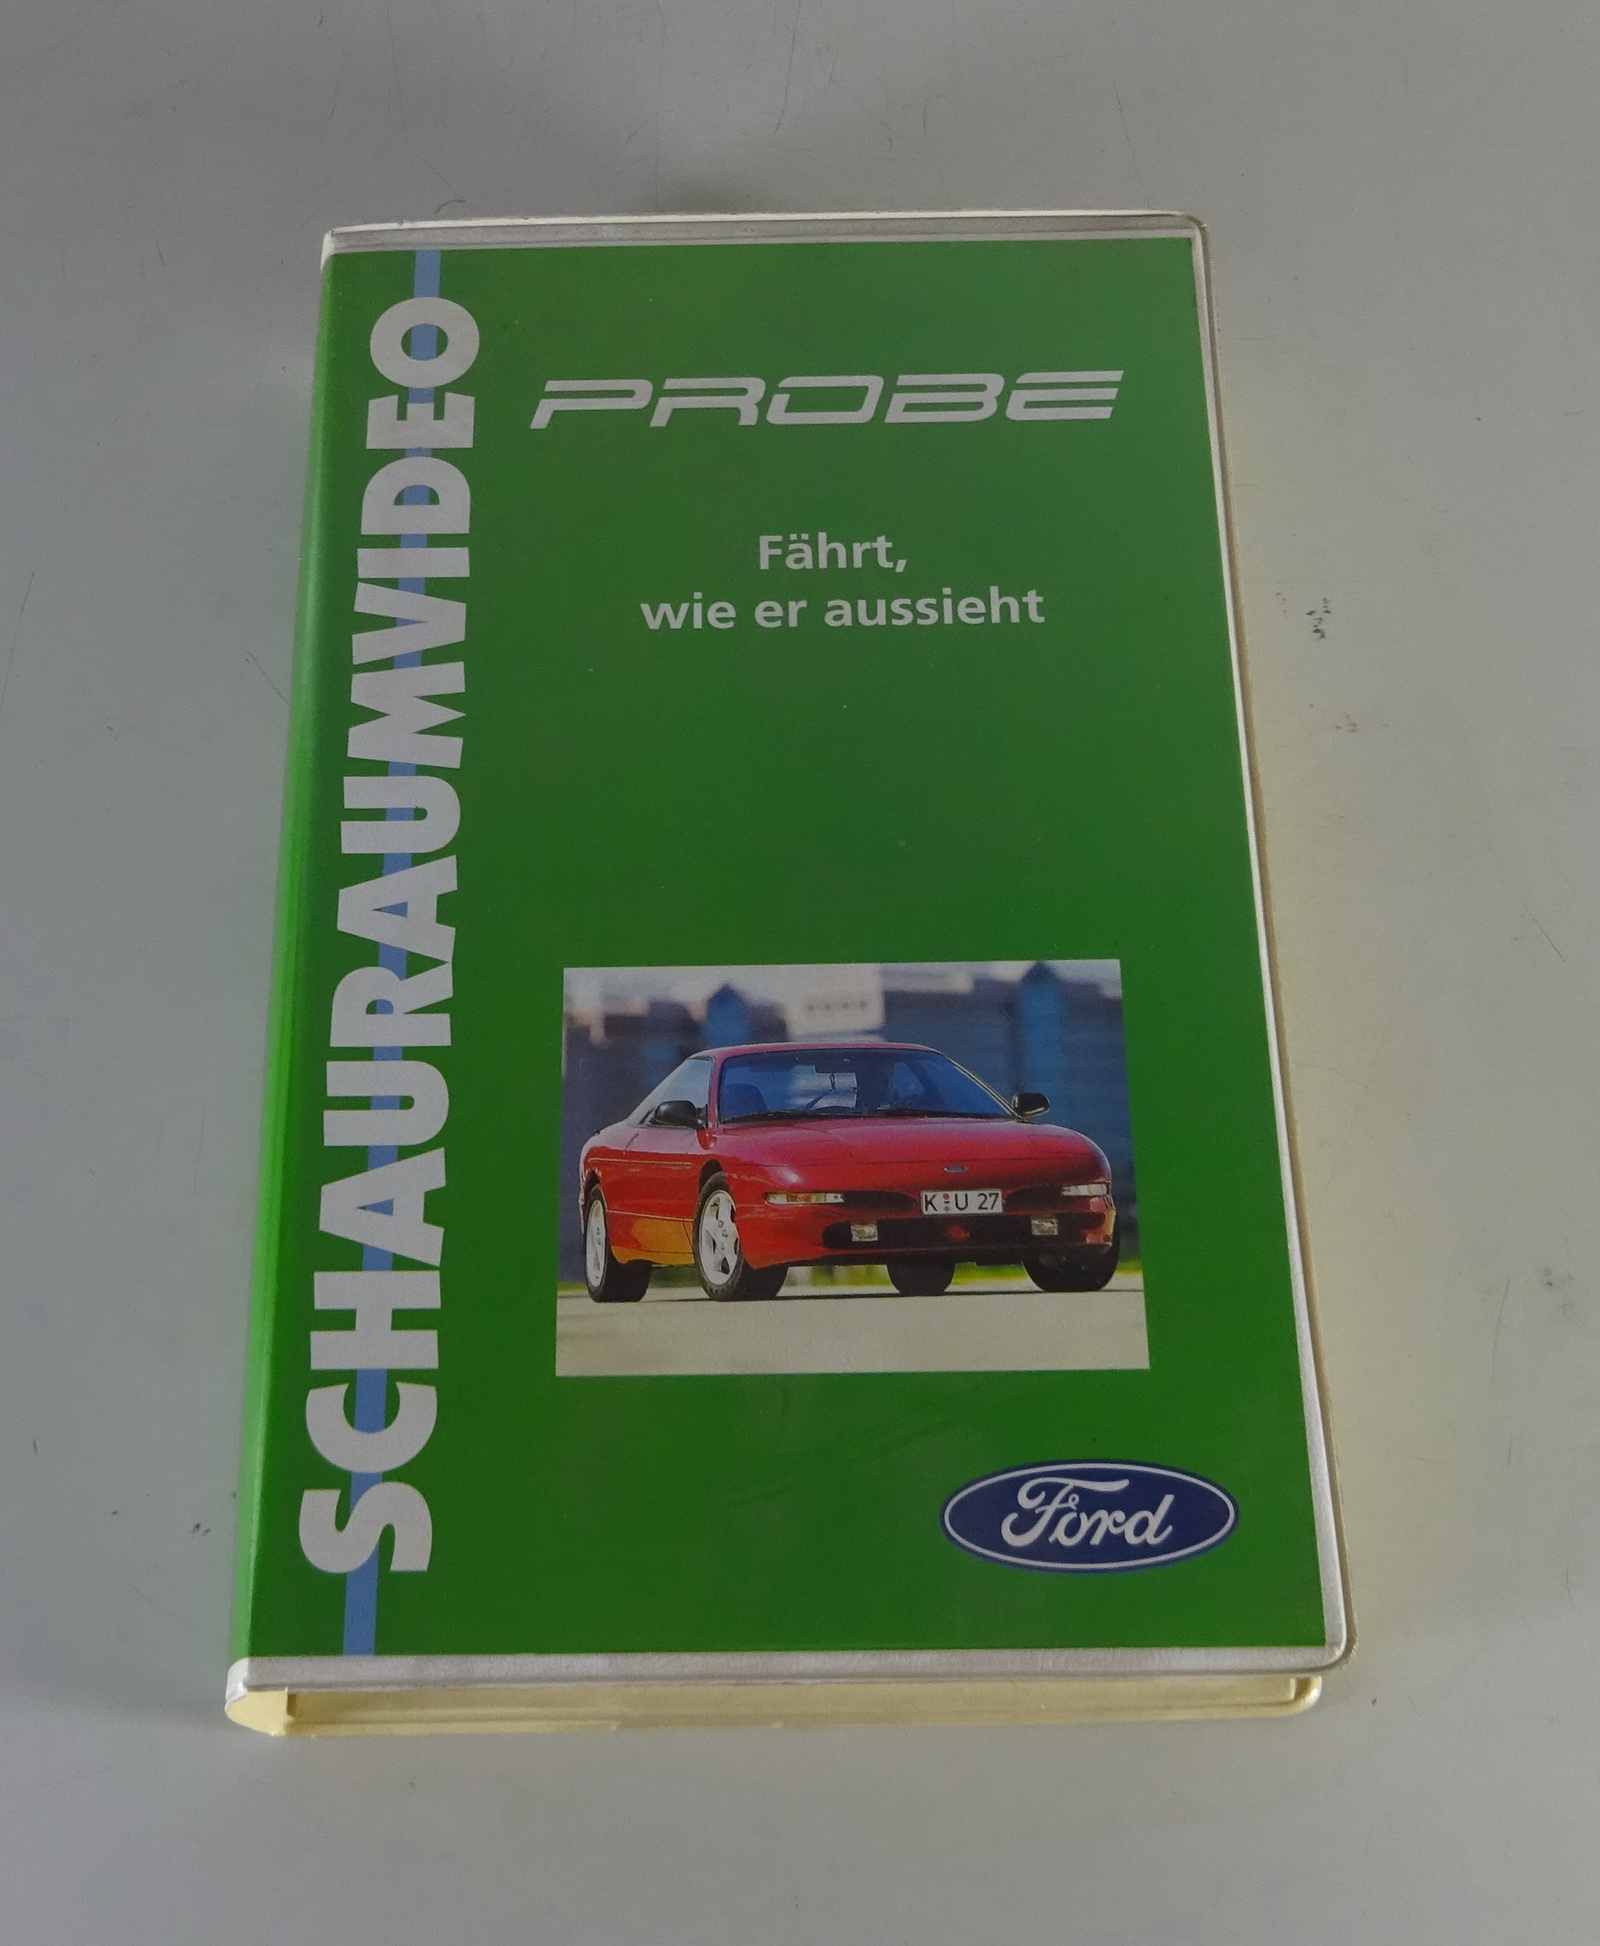 SCHAURAUMVIDEO
PROBE
Fährt,
wie er aussieht
K U 27
Ford